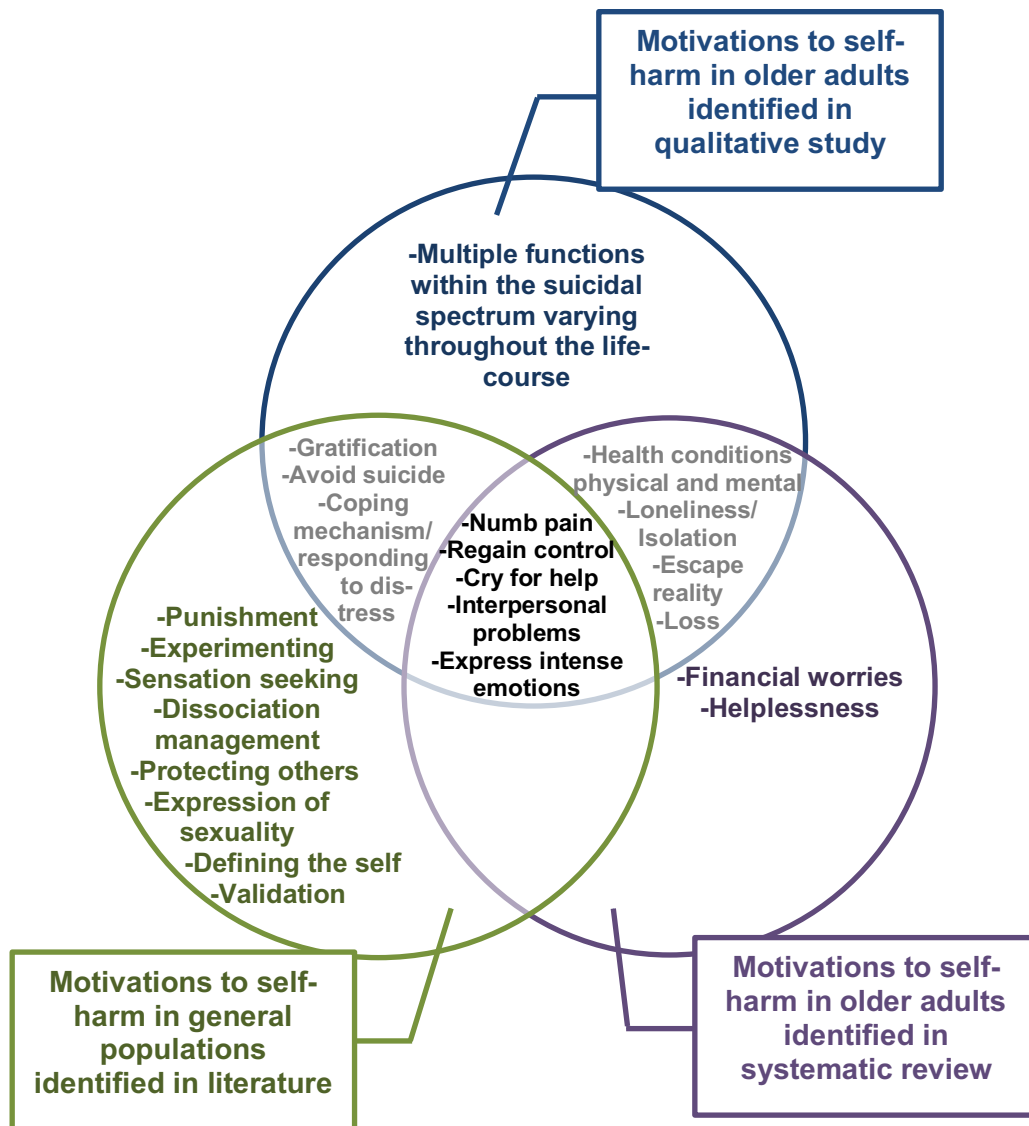 Motivations to self-
harm in older adults
identified in
qualitative study
-Multiple functions
within the suicidal
spectrum varying
throughout the life-
course
-Gratification
-Avoid suicide
-Coping
mechanism/
responding
to dis-
tress
-Numb pain
-Regain control
-Cry for help
-Interpersonal
problems
-Express intense
emotions
-Health conditions
physical and mental
-Loneliness/
Isolation
-Escape
reality
-Loss
-Punishment
-Experimenting
-Sensation seeking
-Dissociation
management
-Protecting others
-Expression of
sexuality
-Defining the self
-Validation
-Financial worries
-Helplessness
Motivations to self-
harm in general
populations
identified in literature
Motivations to self-
harm in older adults
identified in
systematic review